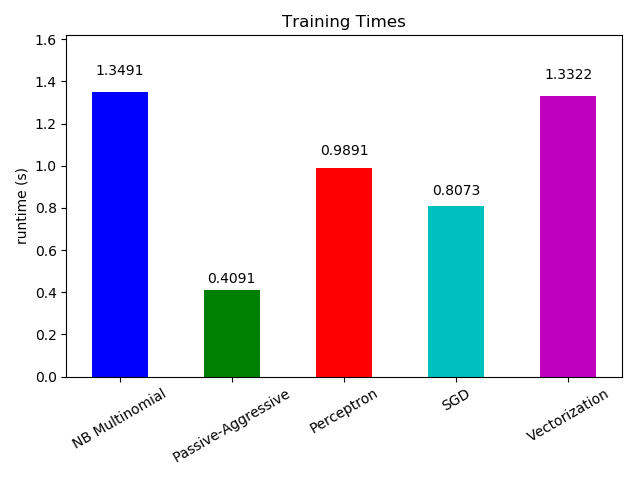 Training Times
runtime (s)
1.6
1.4
1.2
1.0
0.8
0.6
0.4
0.2
0.0
1.3491
0.4091
0.9891
0.8073
1.3322
NB Multinomial
Passive-Aggressive
Perceptron
SGD
Vectorization